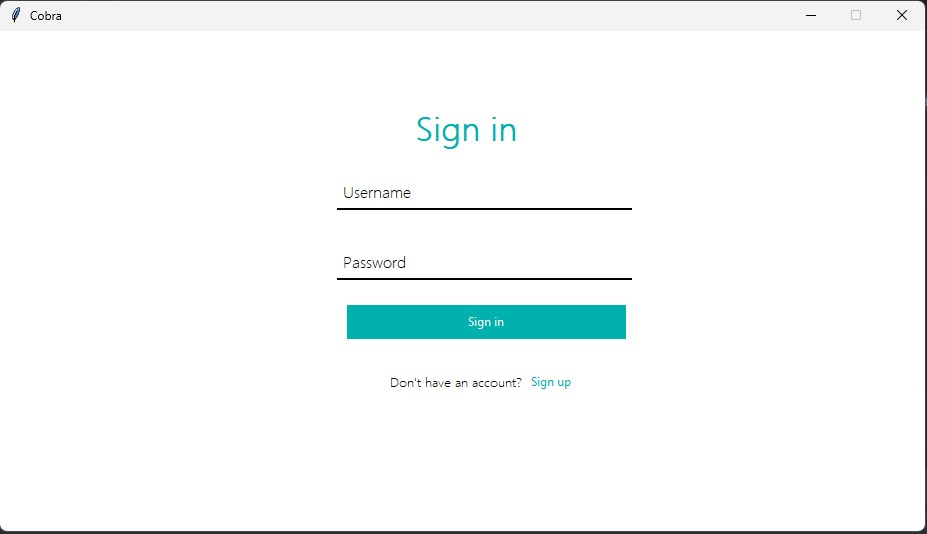 Cobra
Sign in
Username
Password
Sign in
Don't have an account? Sign up